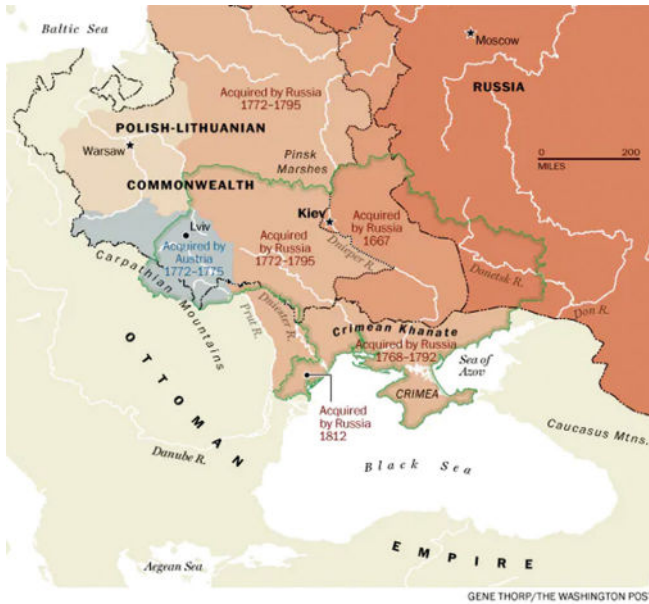 Baltic Sea
Moscow
Acquired by Russia
1772–1795
RUSSIA
POLISH-LITHUANIAN
Warsaw
0 200
MILES
Pinsk
Marshes
COMMONWEALTH
Kiev
Lviv
Acquired
by Russia
1667
Acquired by
Austria
1772–1775
Acquired
by Russia
1772–1795
Dnieper R.
Donetsk R.
Don R.
Carpathian Mountains
Prut R.
Dniester R.
Crimean Khanate
Acquired by Russia
1768–1792
Sea of
Azov
CRIMEA
OTTOMAN
Acquired
by Russia
1812
Caucasus Mtns.
Danube R.
Black Sea
EMPIRE
Aegean Sea
GENE THORP/THE WASHINGTON POS